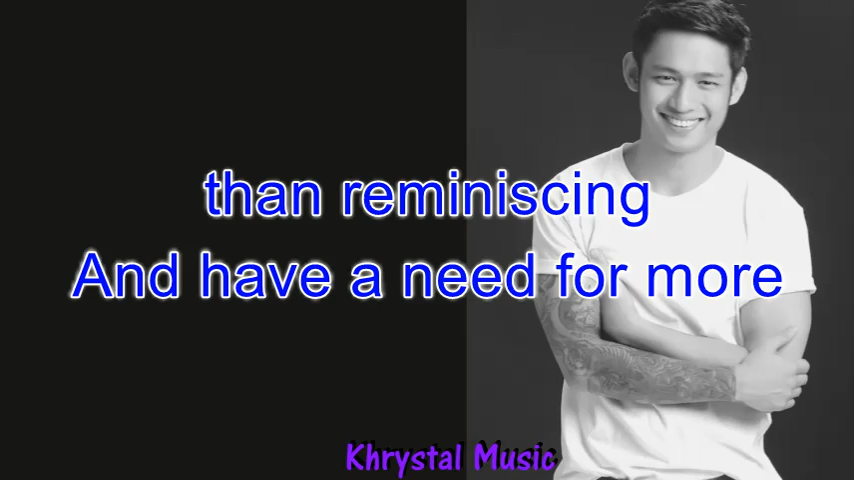 than reminiscing
And have a need for more
Khrystal Music